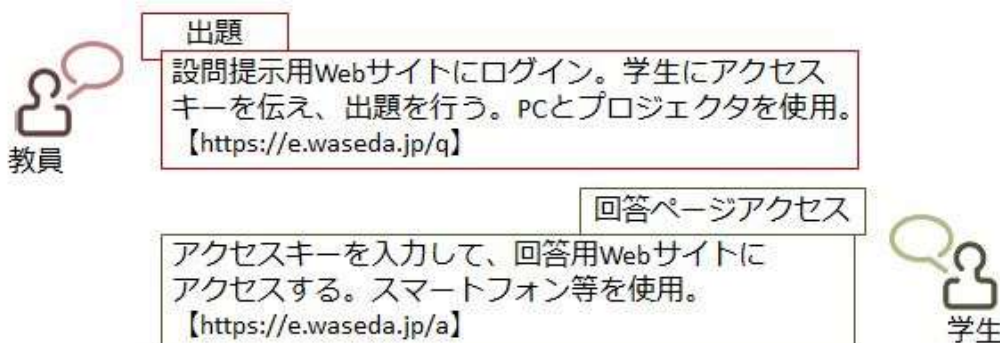 出題
設問提示用Webサイトにログイン。学生にアクセス
キーを伝え、出題を行う。PCとプロジェクタを使用。
【https://e.waseda.jp/q】
教員
回答ページアクセス
アクセスキーを入力して、回答用Webサイトに
アクセスする。スマートフォン等を使用。
【https://e.waseda.jp/a】
学生